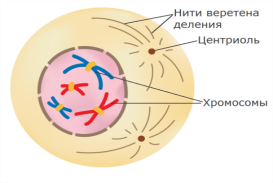 Нити веретена
деления
Центриоль
Хромосомы